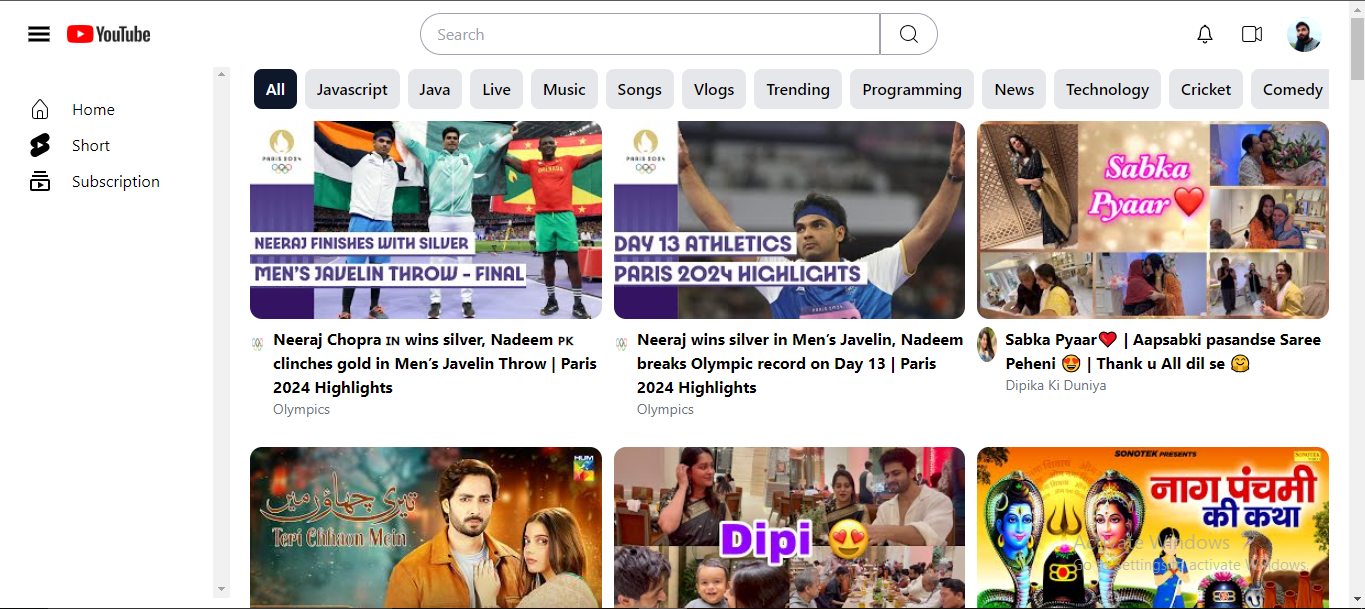 YouTube
Search
Home
Short
Subscription
All Javascript Java Live Music Songs Vlogs Trending Programming News Technology Cricket Comedy
PARIS 2024
NEERAJ FINISHES WITH SILVER
MEN'S JAVELIN THROW - FINAL
PARIS 2024
DAY 13 ATHLETICS
PARIS 2024 HIGHLIGHTS
Sabka
Pyaar
Neeraj Chopra IN wins silver, Nadeem PK
clinches gold in Men's Javelin Throw | Paris
2024 Highlights
Olympics
Neeraj wins silver in Men's Javelin, Nadeem
breaks Olympic record on Day 13 | Paris
2024 Highlights
Olympics
Sabka Pyaar❤️ | Aapsabki pasandse Saree
Peheni 😍 | Thank u All dil se 🤗
Dipika Ki Duniya
HUM
تیری چھاؤں میں
Teri Chhaon Mein
Dipi 😍
SONOTEK PRESENTS
SONOTEK
नाग पंचमी
की कथा
Activate Windows
Go to Settings to activate Windows.